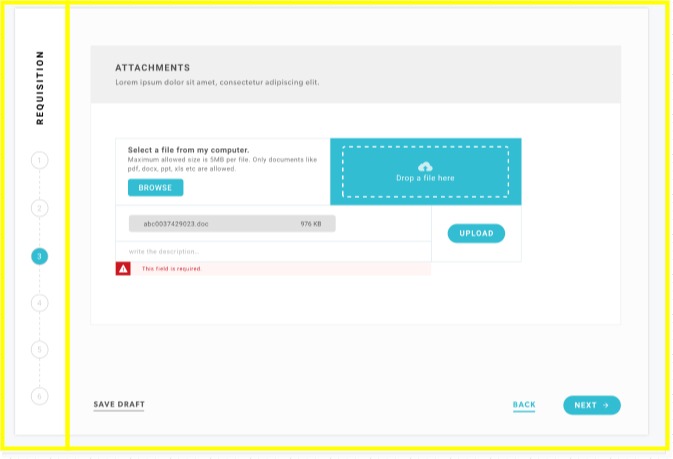 REQUISITION
1
2
3
4
5
6
ATTACHMENTS
Lorem ipsum dolor sit amet, consectetur adipiscing elit.
Select a file from my computer.
Maximum allowed size is 5MB per file. Only documents like
pdf, docx, ppt, xls etc are allowed.
BROWSE
Drop a file here
abc0037429023.doc
976 KB
UPLOAD
write the description..
This field is required
SAVE DRAFT
BACK
NEXT →